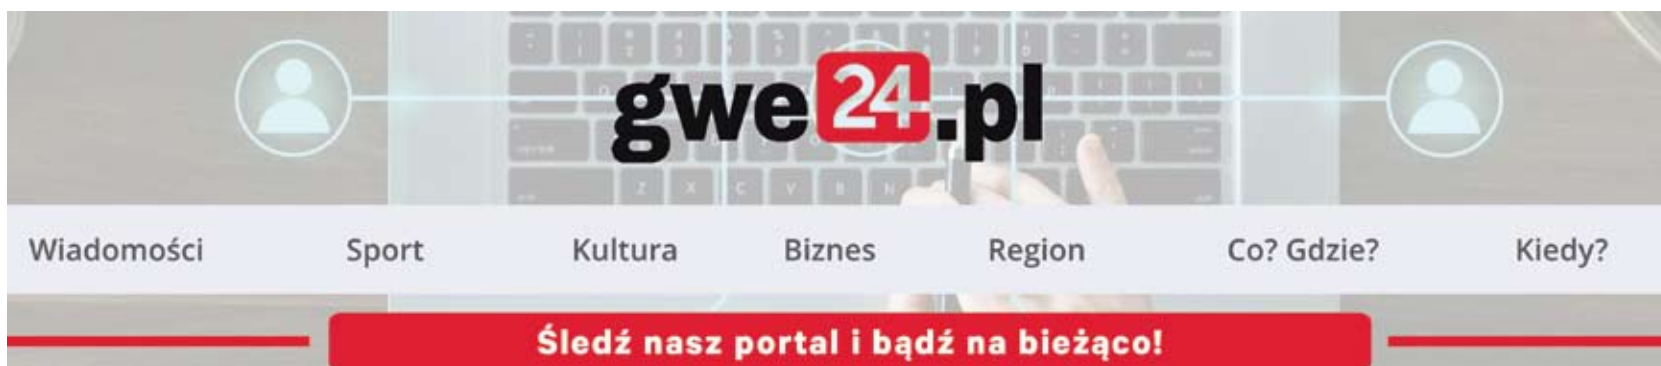 gwe24.pl
Wiadomości Sport Kultura Biznes Region Co? Gdzie? Kiedy?
Śledź nasz portal i bądź na bieżąco!